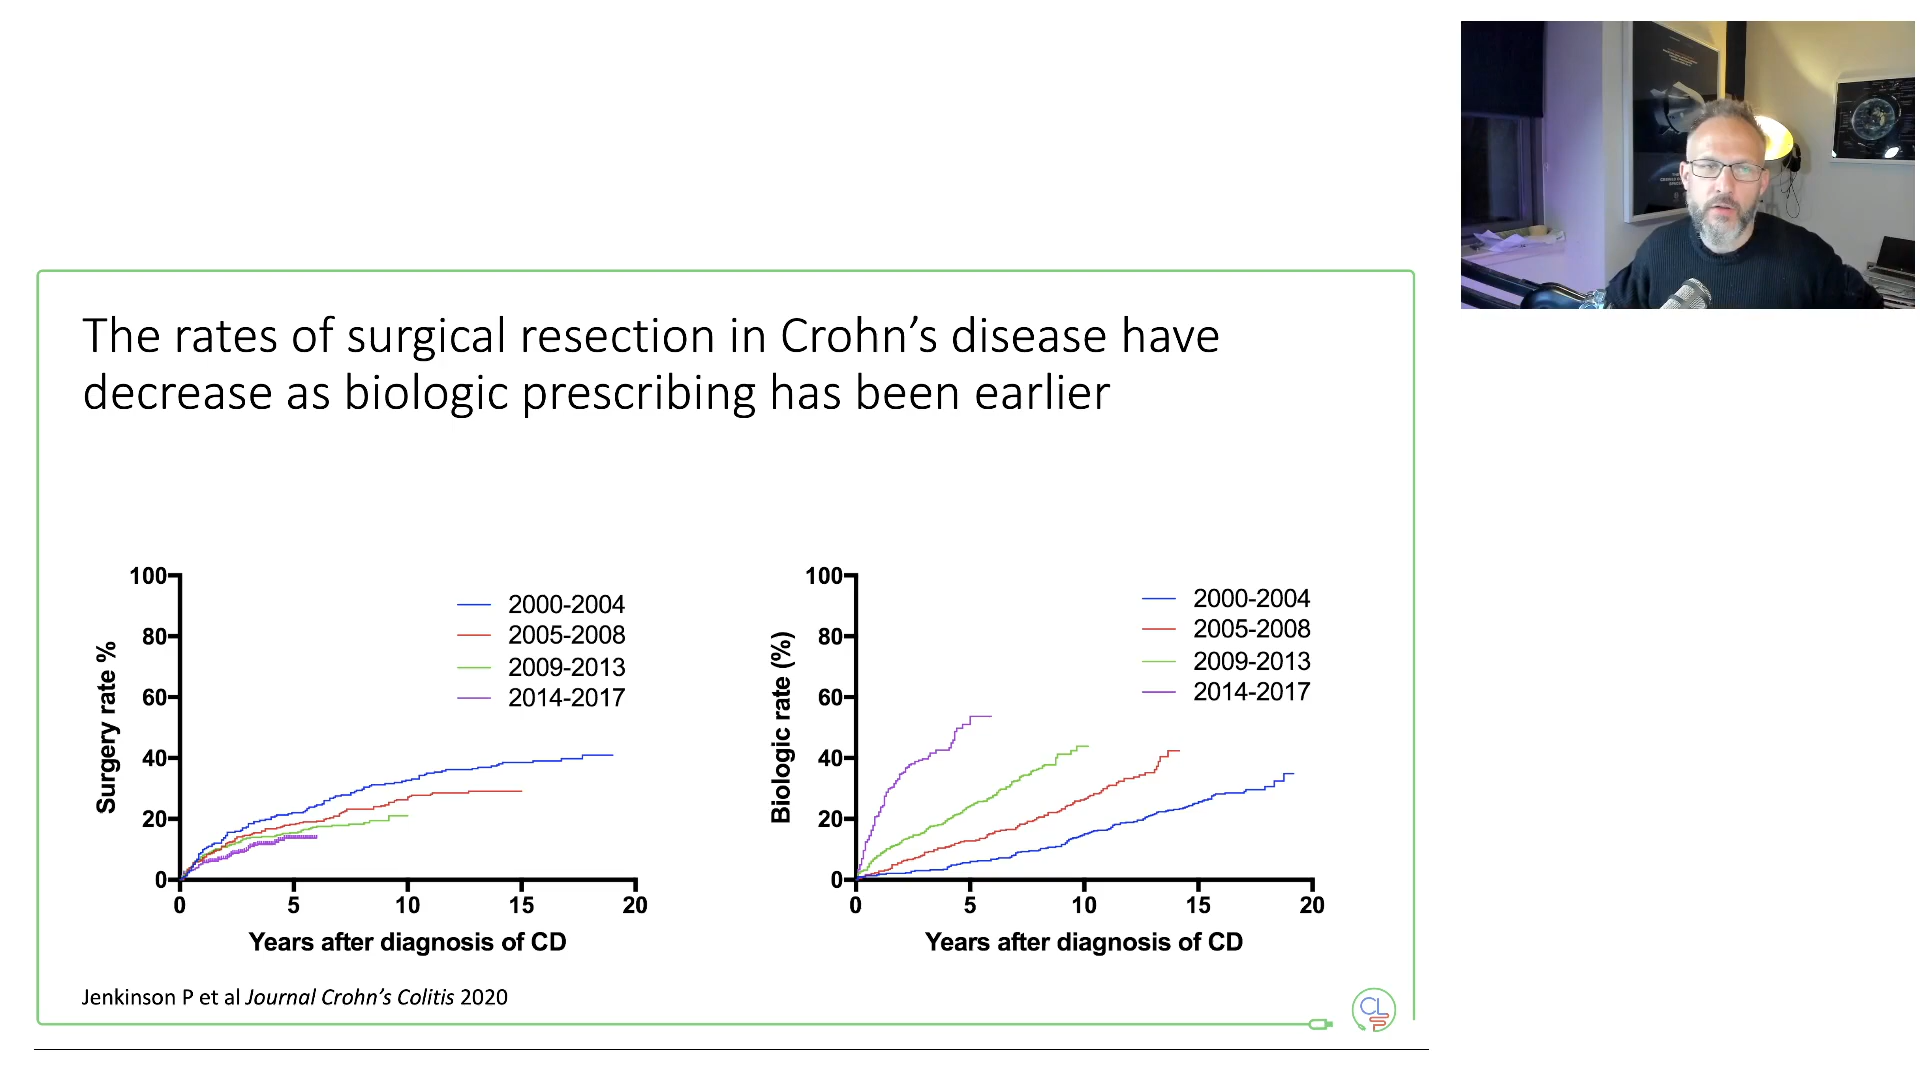 The rates of surgical resection in Crohn’s disease have
decrease as biologic prescribing has been earlier
100
80
60
40
20
0
Surgery rate %
2000-2004
2005-2008
2009-2013
2014-2017
0 5 10 15 20
Years after diagnosis of CD
100
80
60
40
20
0
Biologic rate (%)
2000-2004
2005-2008
2009-2013
2014-2017
0 5 10 15 20
Years after diagnosis of CD
Jenkinson P et al Journal Crohn’s Colitis 2020
CL